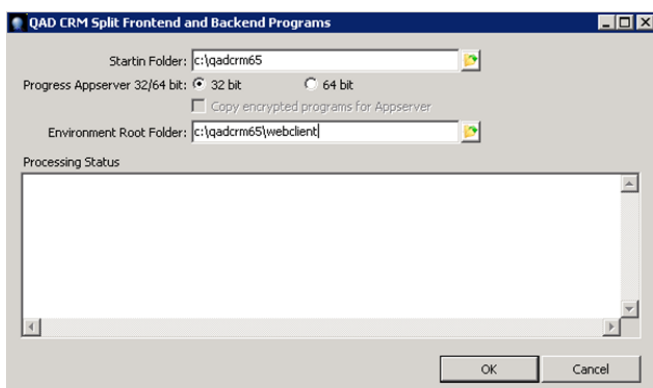 QAD CRM Split Frontend and Backend Programs
Startin Folder: c:\qadcrm65
Progress Appserver 32/64 bit: 32 bit 64 bit
Copy encrypted programs for Appserver
Environment Root Folder: c:\qadcrm65\webclient
Processing Status
OK Cancel